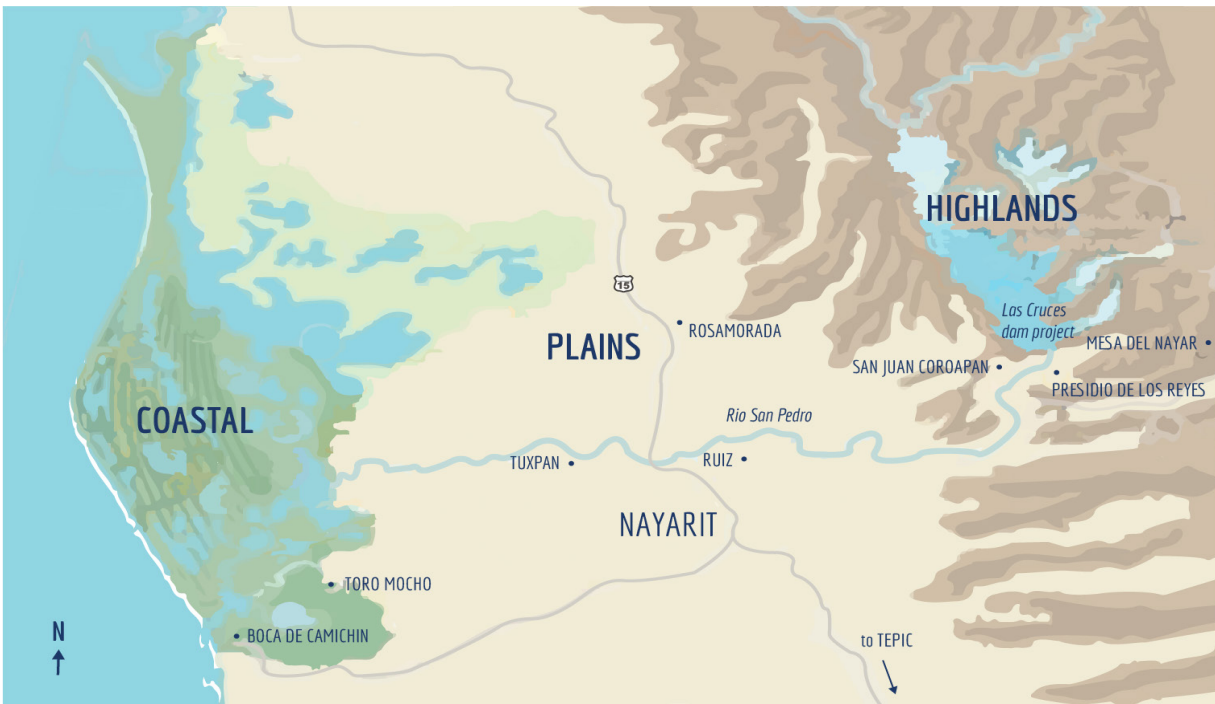 HIGHLANDS
15
Las Cruces
dam project
ROSAMORADA
PLAINS
MESA DEL NAYAR
SAN JUAN COROAPAN
PRESIDIO DE LOS REYES
COASTAL
Rio San Pedro
TUXPAN
RUIZ
NAYARIT
TORO MOCHO
N
BOCA DE CAMICHIN
to TEPIC